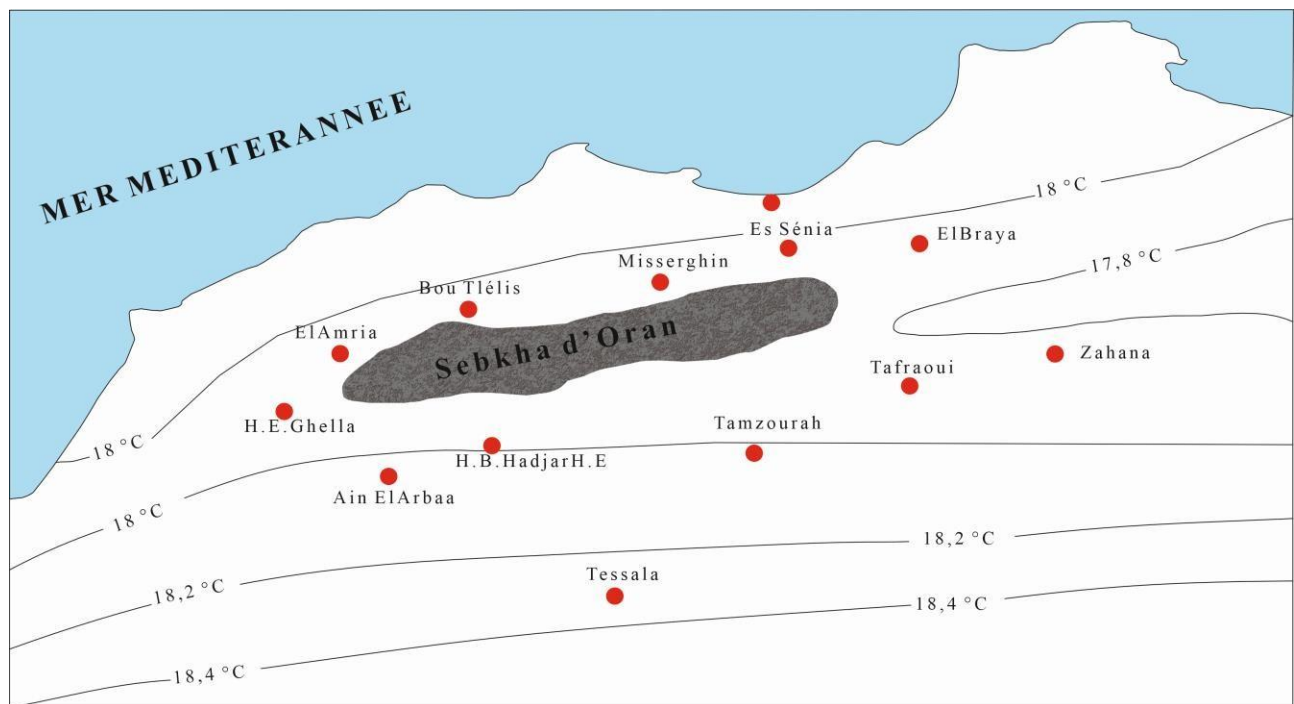 MER MEDITERANNEE
18 °C
Es Sénia
ElBraya
Misserghin
17,8 °C
Bou Tlélis
ElAmria
Sebkha d'Oran
Zahana
Tafraoui
H.E.Ghella
Tamzourah
18 °C
H.B.HadjarH.E
Ain ElArbaa
18 °C
18,2 °C
Tessala
18,2 °C
18,4 °C
18,4 °C